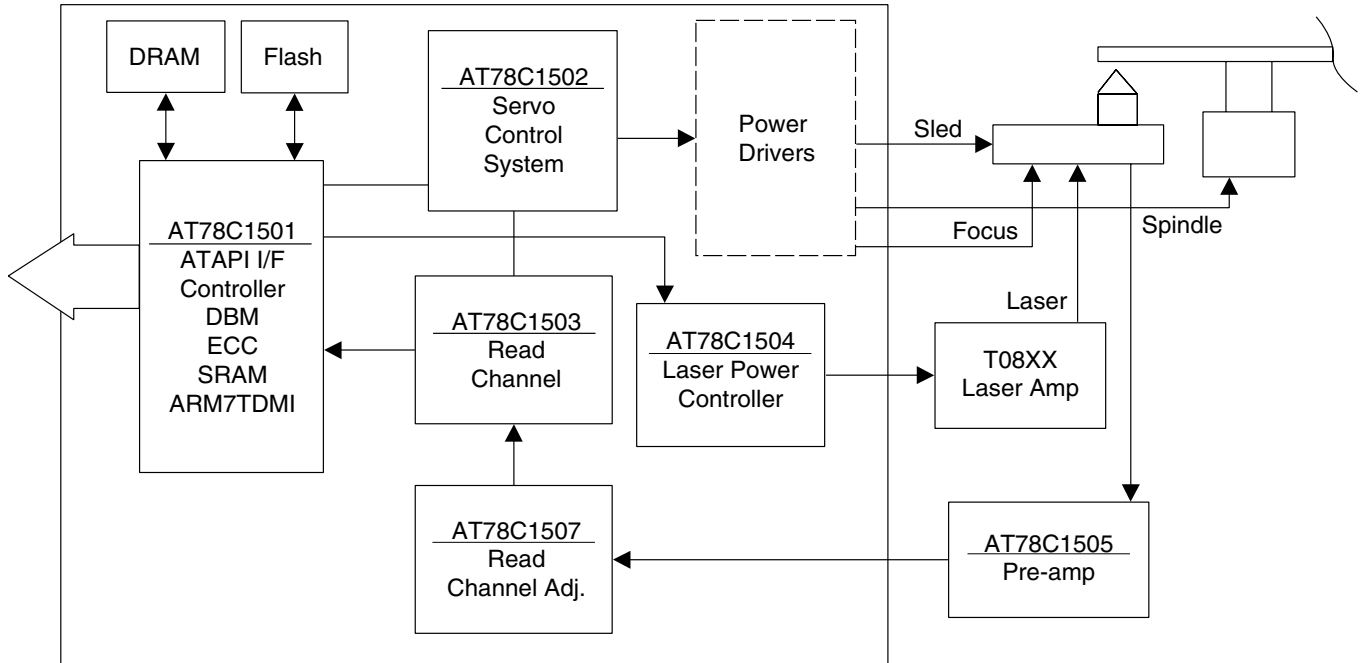 DRAM
Flash
AT78C1502
Servo
Control
System
Power
Drivers
Sled
Focus
Spindle
AT78C1501
ATAPI I/F
Controller
DBM
ECC
SRAM
ARM7TDMI
AT78C1503
Read
Channel
AT78C1504
Laser Power
Controller
Laser
T08XX
Laser Amp
AT78C1507
Read
Channel Adj.
AT78C1505
Pre-amp